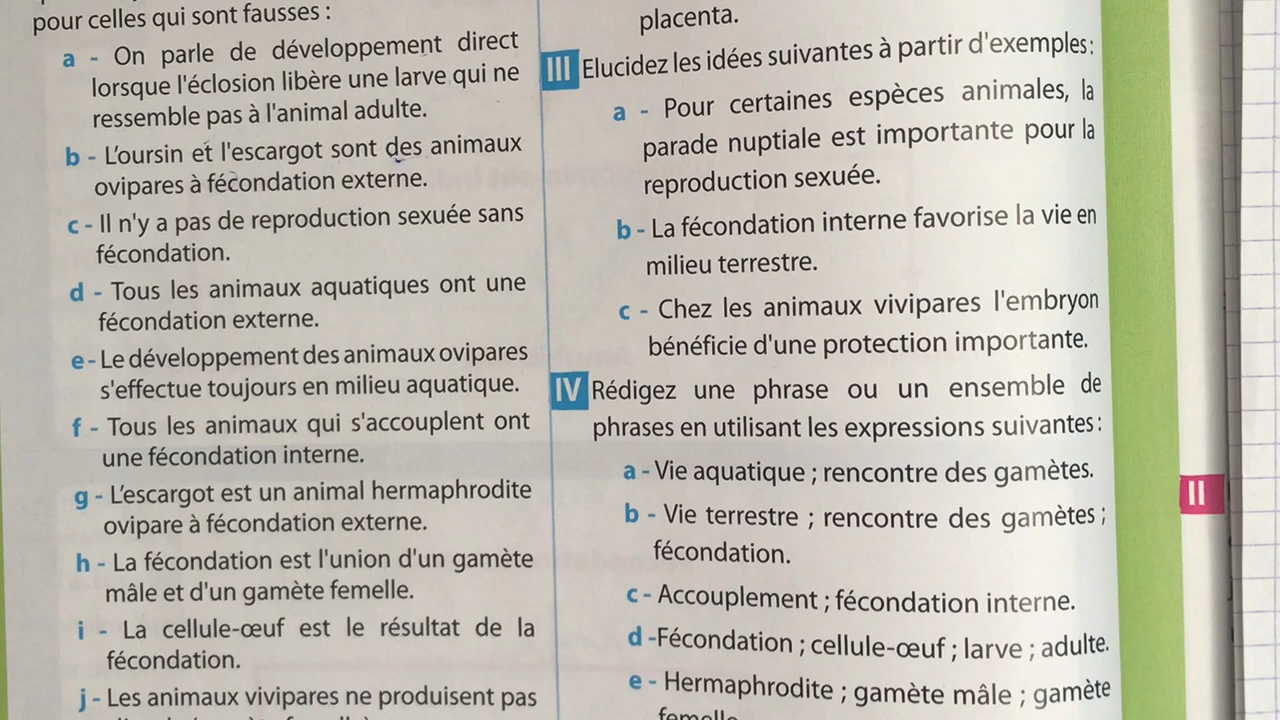 pour celles qui sont fausses :
a - On parle de développement direct
lorsque l'éclosion libère une larve qui ne
ressemble pas à l'animal adulte.
b - L'oursin et l'escargot sont des animaux
ovipares à fécondation externe.
c - Il n'y a pas de reproduction sexuée sans
fécondation.
d - Tous les animaux aquatiques ont une
fécondation externe.
e - Le développement des animaux ovipares
s'effectue toujours en milieu aquatique.
f - Tous les animaux qui s'accouplent ont
une fécondation interne.
g - L'escargot est un animal hermaphrodite
ovipare à fécondation externe.
h - La fécondation est l'union d'un gamète
mâle et d'un gamète femelle.
i - La cellule-œuf est le résultat de la
fécondation.
j - Les animaux vivipares ne produisent pas
placenta.
III Elucidez les idées suivantes à partir d'exemples:
a - Pour certaines espèces animales, la
parade nuptiale est importante pour la
reproduction sexuée.
b - La fécondation interne favorise la vie en
milieu terrestre.
c - Chez les animaux vivipares l'embryon
bénéficie d'une protection importante.
IV Rédigez une phrase ou un ensemble de
phrases en utilisant les expressions suivantes :
a - Vie aquatique ; rencontre des gamètes.
b - Vie terrestre ; rencontre des gamètes ;
fécondation.
c - Accouplement ; fécondation interne.
d -Fécondation ; cellule-œuf ; larve ; adulte.
e - Hermaphrodite ; gamète mâle ; gamète
femelle.
II